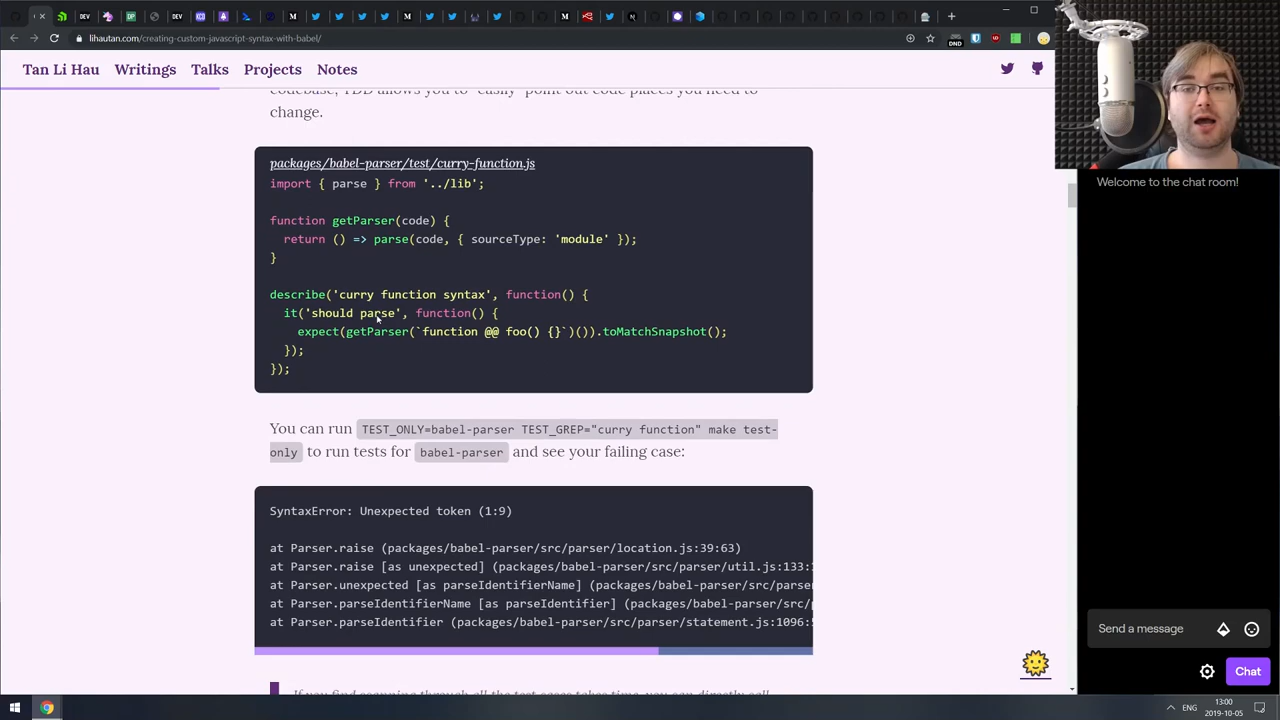 lihautan.com/creating-custom-javascript-syntax-with-babel/
Tan Li Hau Writings Talks Projects Notes
change.
packages/babel-parser/test/curry-function.js
import { parse } from '../lib';
function getParser(code) {
return () => parse(code, { sourceType: 'module' });
}
describe('curry function syntax', function() {
it('should parse', function() {
expect(getParser(`function @@ foo() {}`)()).toMatchSnapshot();
});
});
You can run TEST_ONLY=babel-parser TEST_GREP="curry function" make test-
only to run tests for babel-parser and see your failing case:
SyntaxError: Unexpected token (1:9)
at Parser.raise (packages/babel-parser/src/parser/location.js:39:63)
at Parser.raise [as unexpected] (packages/babel-parser/src/parser/util.js:133:
at Parser.unexpected [as parseIdentifierName] (packages/babel-parser/src/parser
at Parser.parseIdentifierName [as parseIdentifier] (packages/babel-parser/src/
at Parser.parseIdentifier (packages/babel-parser/src/parser/statement.js:1096:
Welcome to the chat room!
Send a message
Chat
ENG
13:00
2019-10-05